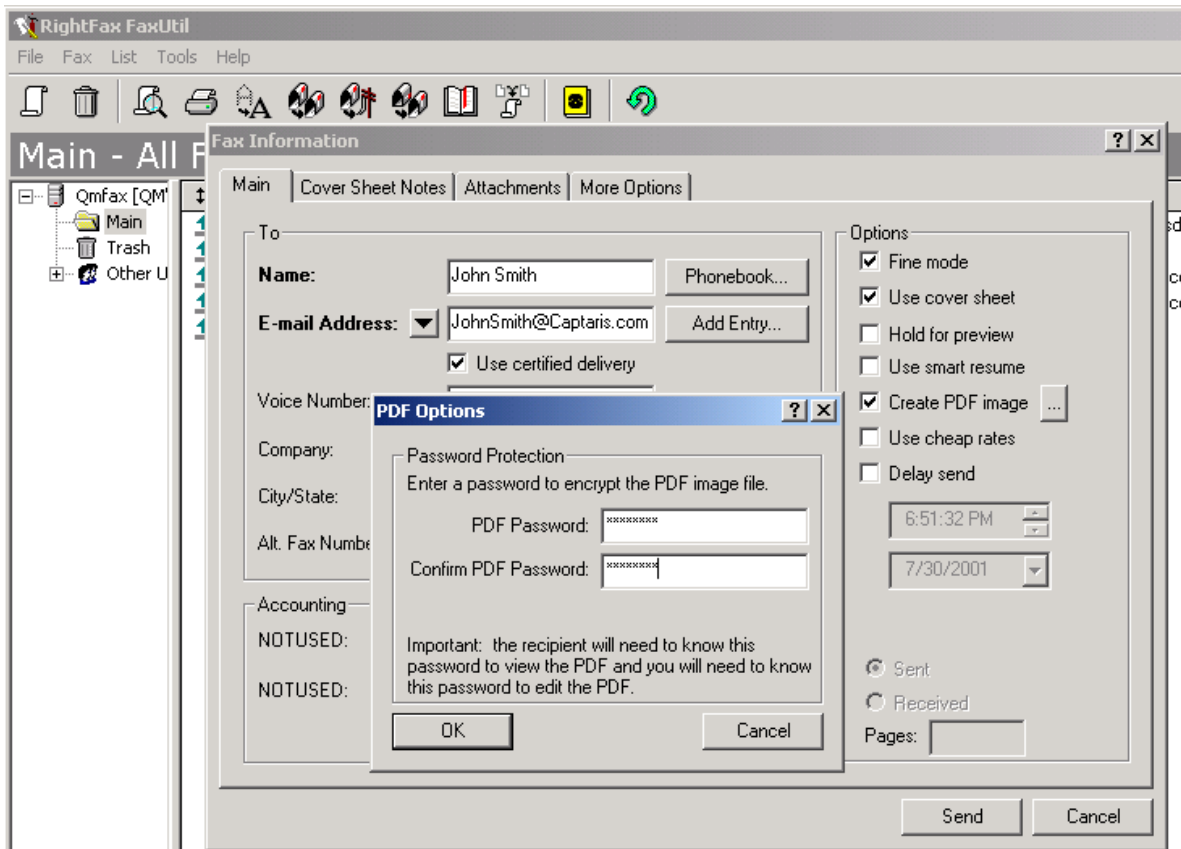 RightFax FaxUtil
File Fax List Tools Help
Main - All F
Fax Information
Main Cover Sheet Notes Attachments More Options
Qmfax [QM'
Main
Trash
Other U
To
Name: John Smith Phonebook...
E-mail Address: JohnSmith@Captaris.com Add Entry...
Use certified delivery
Voice Number:
Company:
City/State:
Alt. Fax Numbe
Accounting
NOTUSED:
NOTUSED:
PDF Options
Password Protection
Enter a password to encrypt the PDF image file.
PDF Password: ********
Confirm PDF Password: ********
Important: the recipient will need to know this
password to view the PDF and you will need to know
this password to edit the PDF.
OK Cancel
Options
Fine mode
Use cover sheet
Hold for preview
Use smart resume
Create PDF image ...
Use cheap rates
Delay send
6:51:32 PM
7/30/2001
Sent
Received
Pages:
Send Cancel